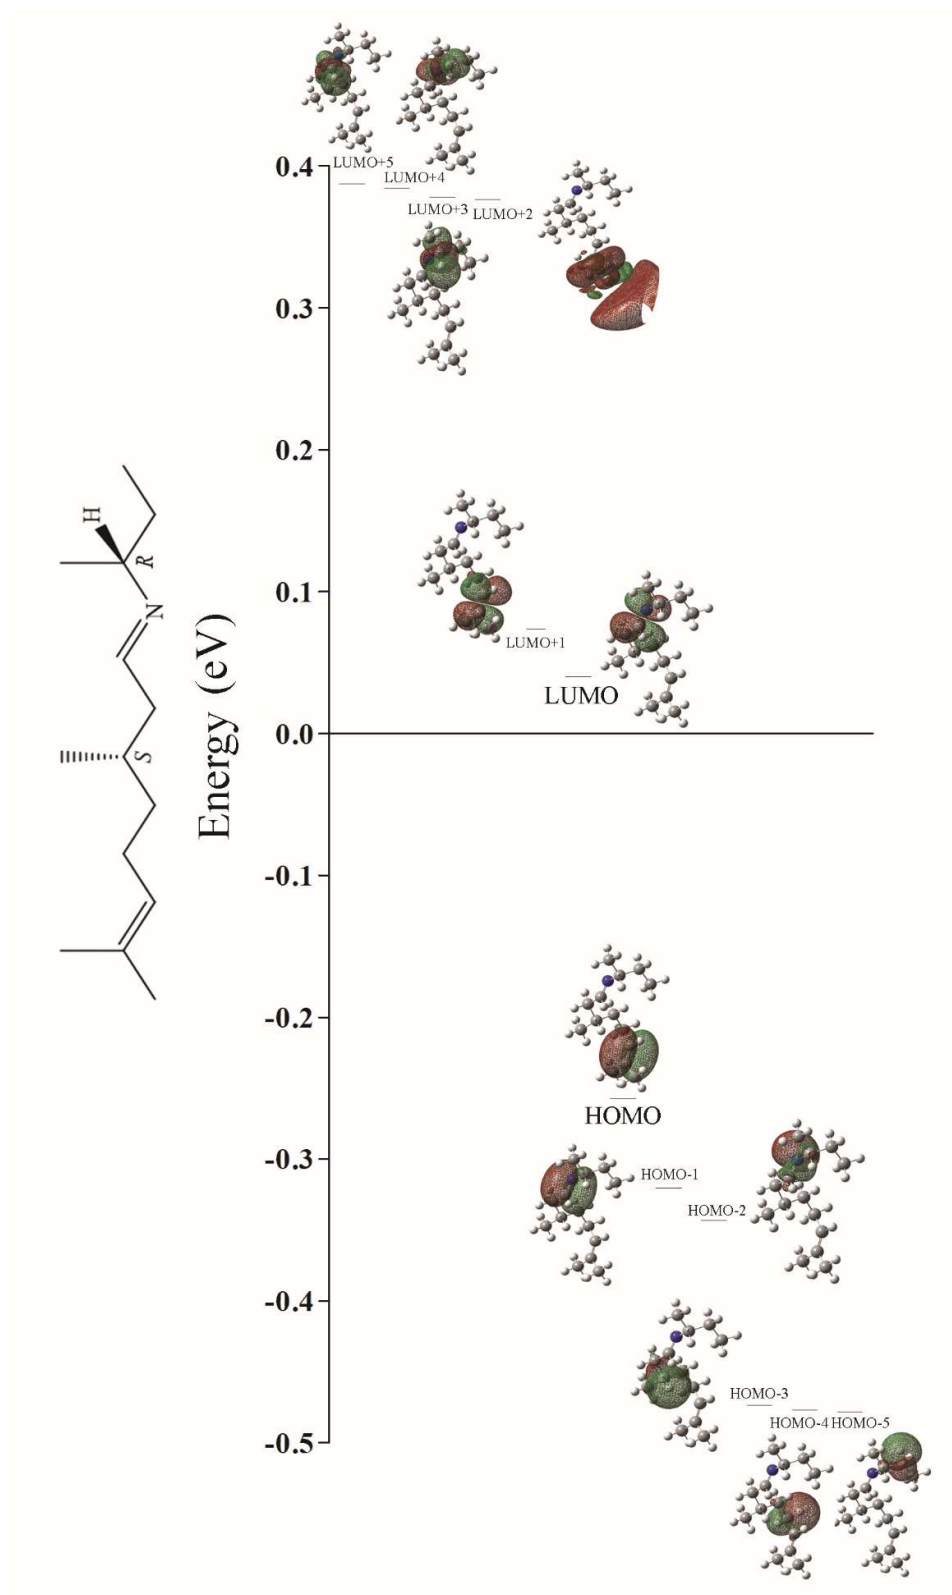 LUMO+5
LUMO+4
LUMO+3
LUMO+2
LUMO+1
LUMO
HOMO
HOMO-1
HOMO-2
HOMO-3
HOMO-4
HOMO-5
0.4
0.3
0.2
0.1
0.0
-0.1
-0.2
-0.3
-0.4
-0.5
Energy (eV)
H
R
N
S